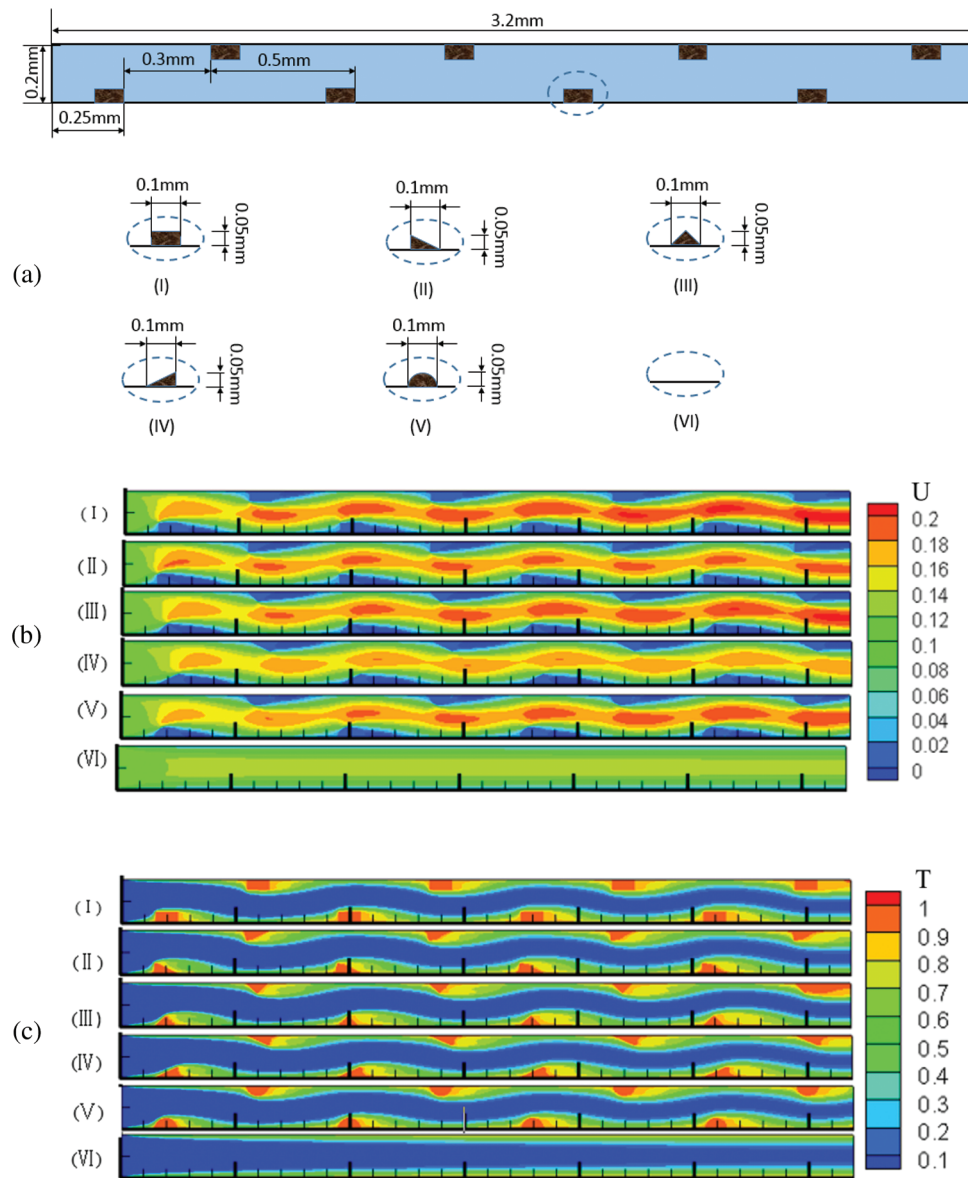 3.2mm
0.2mm
0.3mm
0.5mm
0.25mm
(a)
0.1mm
0.05mm
(I)
0.1mm
0.05mm
(II)
0.1mm
0.05mm
(III)
0.1mm
0.05mm
(IV)
0.1mm
0.05mm
(V)
(VI)
(b)
(I)
(II)
(III)
(IV)
(V)
(VI)
U
0.2
0.18
0.16
0.14
0.12
0.1
0.08
0.06
0.04
0.02
0
(c)
(I)
(II)
(III)
(IV)
(V)
(VI)
T
1
0.9
0.8
0.7
0.6
0.5
0.4
0.3
0.2
0.1